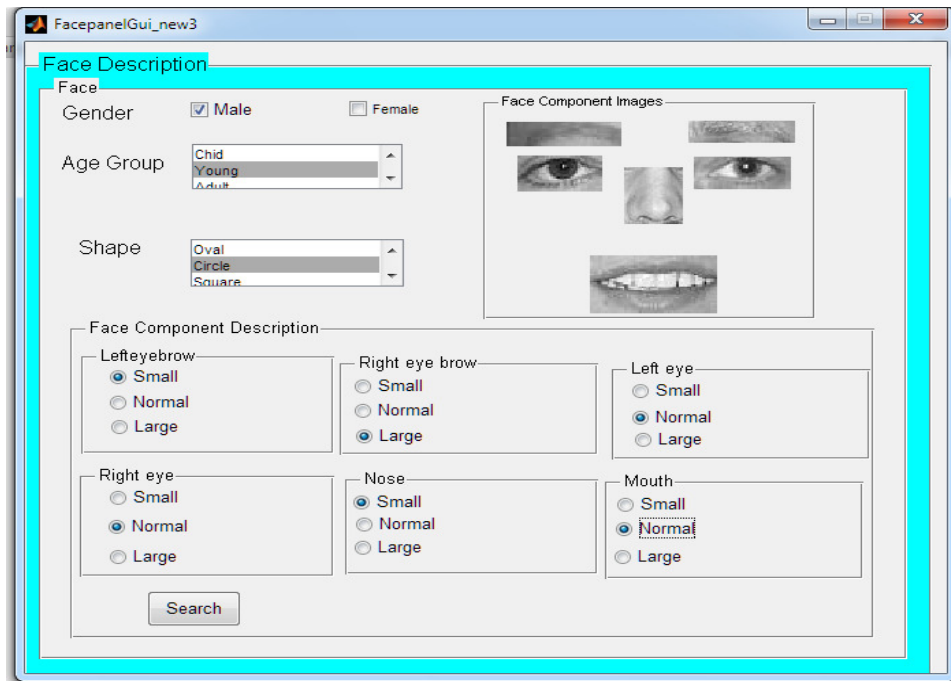 FacepanelGui_new3
Face Description
Face
Gender
Male
Female
Face Component Images
Age Group
Chid
Young
Adult
Shape
Oval
Circle
Square
Face Component Description
Lefteyebrow
Small
Normal
Large
Right eye brow
Small
Normal
Large
Left eye
Small
Normal
Large
Right eye
Small
Normal
Large
Nose
Small
Normal
Large
Mouth
Small
Normal
Large
Search